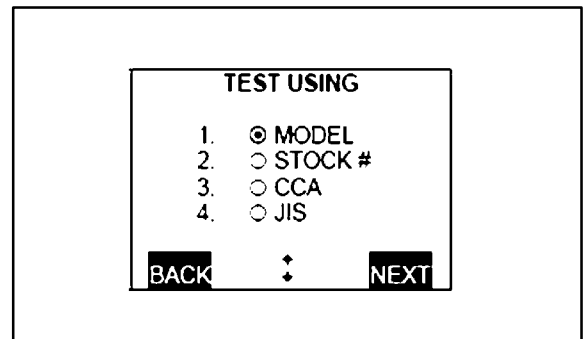 TEST USING
1. MODEL
2. STOCK #
3. CCA
4. JIS
BACK NEXT